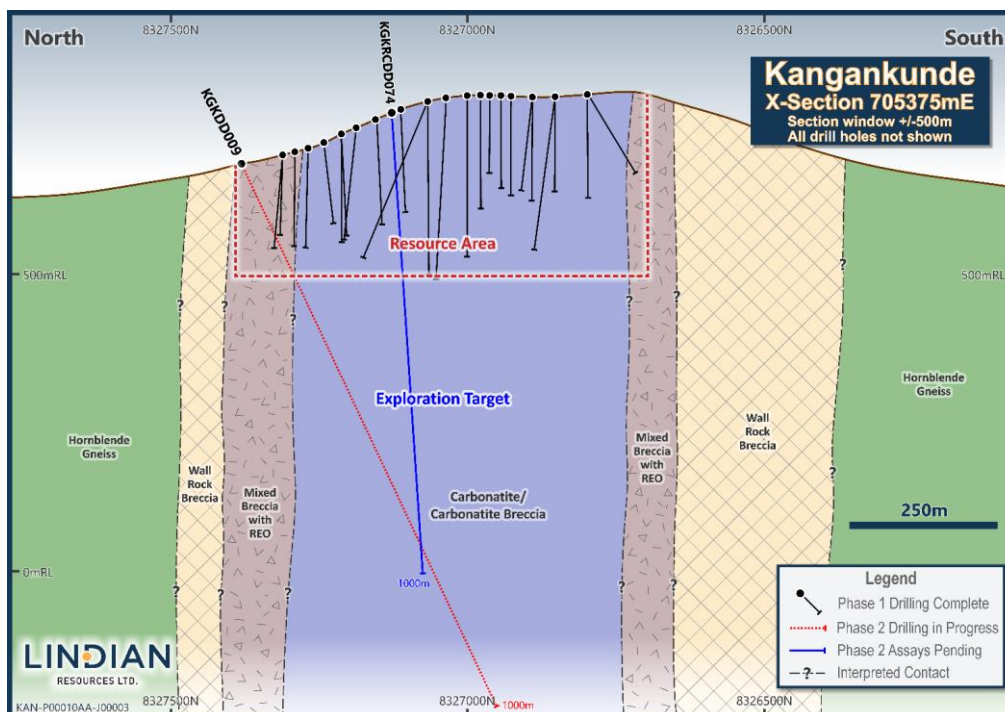 North
8327500N
8327000N
8326500N
South
KGKDD009
KGKRCDD074
Kangankunde
X-Section 705375mE
Section window +/-500m
All drill holes not shown
Resource Area
500mRL
500mRL
?
?
?
?
?
?
Exploration Target
Hornblende
Gneiss
Wall
Rock
Breccia
Mixed
Breccia
with
REO
Carbonatite/
Carbonatite Breccia
Mixed
Breccia
with
REO
Wall
Rock
Breccia
Hornblende
Gneiss
?
250m
0mRL
1000m
?
?
?
?
?
Legend
Phase 1 Drilling Complete
Phase 2 Drilling in Progress
Phase 2 Assays Pending
-?- Interpreted Contact
LINDIAN
RESOURCES LTD.
KAN-P00010AA-J00003
8327500N
8327000N
1000m
8326500N